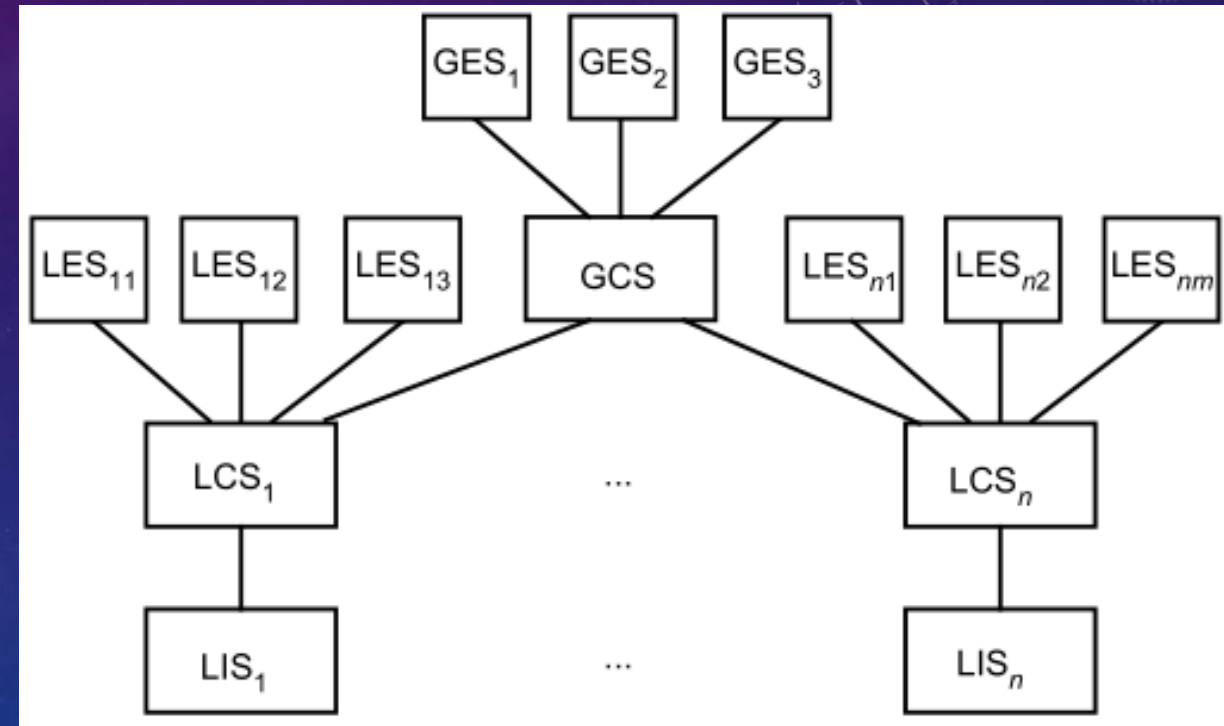 GES₁ GES₂ GES₃
LES₁₁ LES₁₂ LES₁₃ GCS LESₙ₁ LESₙ₂ LESₙₘ
LCS₁ ... LCSₙ
LIS₁ ... LISₙ